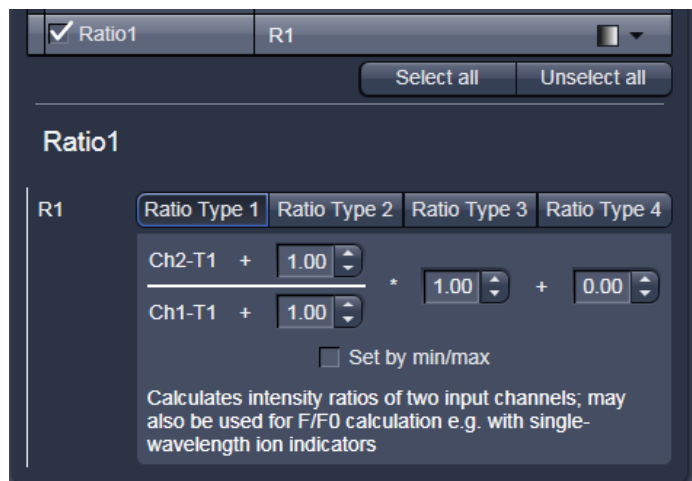 Ratio1 R1
Select all Unselect all
Ratio1
R1 Ratio Type 1 Ratio Type 2 Ratio Type 3 Ratio Type 4
Ch2-T1 + 1.00
* 1.00 + 0.00
Ch1-T1 + 1.00
Set by min/max
Calculates intensity ratios of two input channels; may
also be used for F/F0 calculation e.g. with single-
wavelength ion indicators